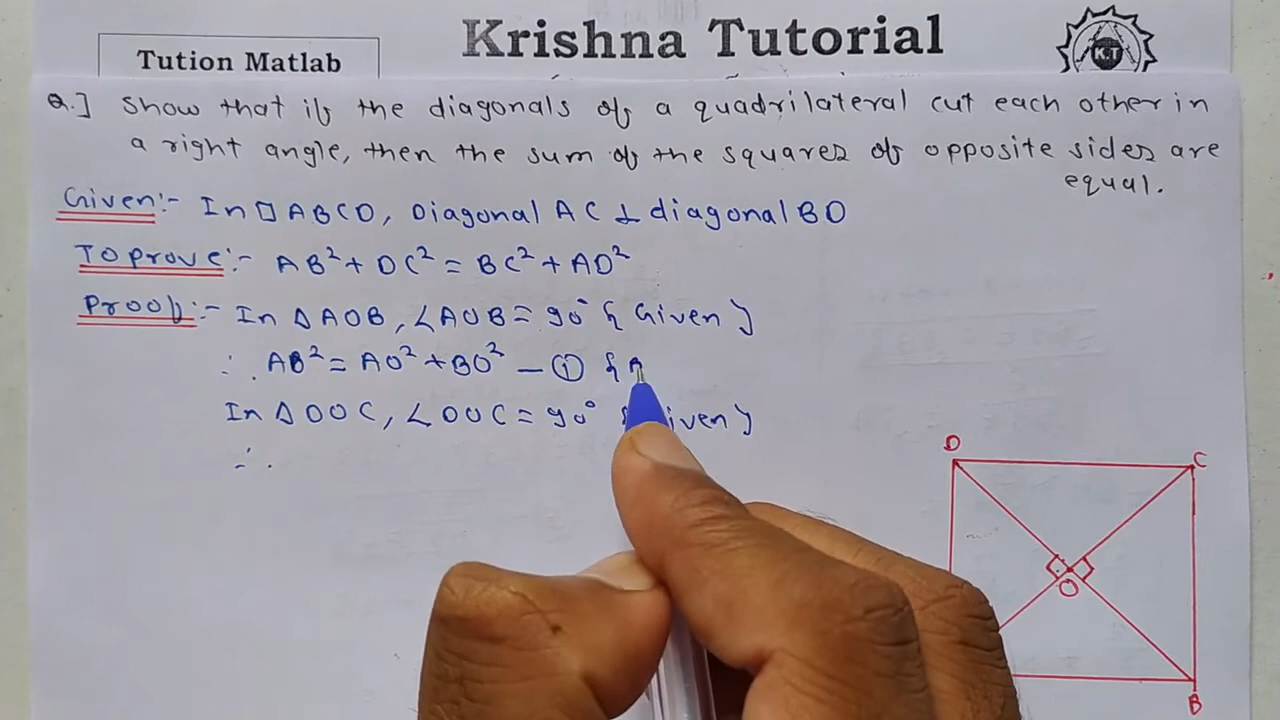 Krishna Tutorial
Tution Matlab
K.T
Q.] Show that if the diagonals of a quadrilateral cut each other in
a right angle, then the sum of the squares of opposite sides are
equal.
Given:- In □ABCD, Diagonal AC ⊥ diagonal BD
To prove:- AB² + DC² = BC² + AD²
Proof:- In ΔAOB, ∠AOB = 90° { Given }
∴ AB² = AO² + BO² — ① {
In ΔDOC, ∠DOC = 90° }
∴
D
C
O
B